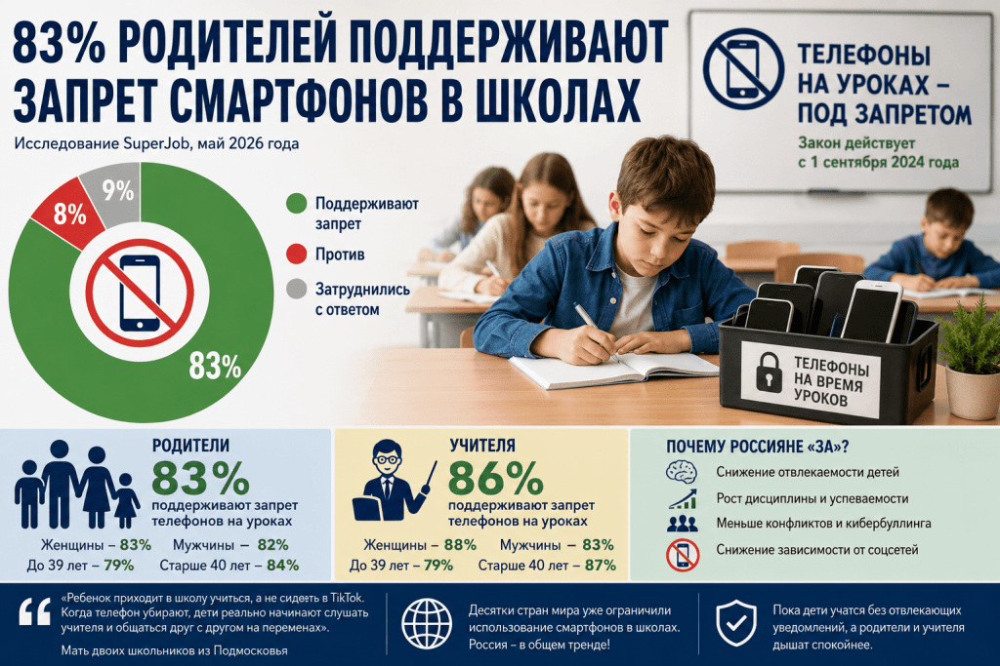 83% РОДИТЕЛЕЙ ПОДДЕРЖИВАЮТ
ЗАПРЕТ СМАРТФОНОВ В ШКОЛАХ
Исследование SuperJob, май 2026 года
ТЕЛЕФОНЫ
НА УРОКАХ –
ПОД ЗАПРЕТОМ
Закон действует
с 1 сентября 2024 года
9%
8%
83%
Поддерживают
запрет
Против
Затруднились
с ответом
ТЕЛЕФОНЫ
НА ВРЕМЯ
УРОКОВ
РОДИТЕЛИ
83%
поддерживают запрет
телефонов на уроках
Женщины – 83% Мужчины – 82%
До 39 лет – 79% Старше 40 лет – 84%
УЧИТЕЛЯ
86%
поддерживают запрет
телефонов на уроках
Женщины – 88% Мужчины – 83%
До 39 лет – 79% Старше 40 лет – 87%
ПОЧЕМУ РОССИЯНЕ «ЗА»?
Снижение отвлекаемости детей
Рост дисциплины и успеваемости
Меньше конфликтов и кибербуллинга
Снижение зависимости от соцсетей
«Ребенок приходит в школу учиться, а не сидеть в TikTok.
Когда телефон убирают, дети реально начинают слушать
учителя и общаться друг с другом на переменах».
Мать двоих школьников из Подмосковья
Десятки стран мира уже ограничили
использование смартфонов в школах.
Россия – в общем тренде!
Пока дети учатся без отвлекающих
уведомлений, а родители и учителя
дышат спокойнее.